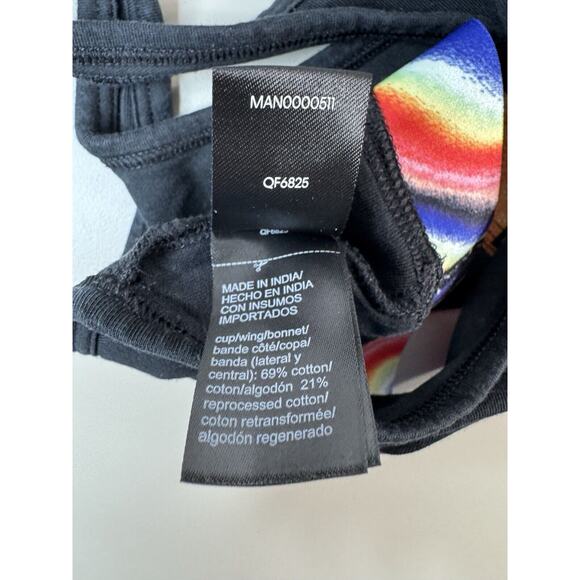 MAN0000511
QF6825
QF6825
MADE IN INDIA/
HECHO EN INDIA
CON INSUMOS
IMPORTADOS
cup/wing/bonnet/
bande côté/copa/
banda (lateral y
central): 69% cotton/
coton/algodón 21%
reprocessed cotton/
coton retransformée/
algodón regenerado